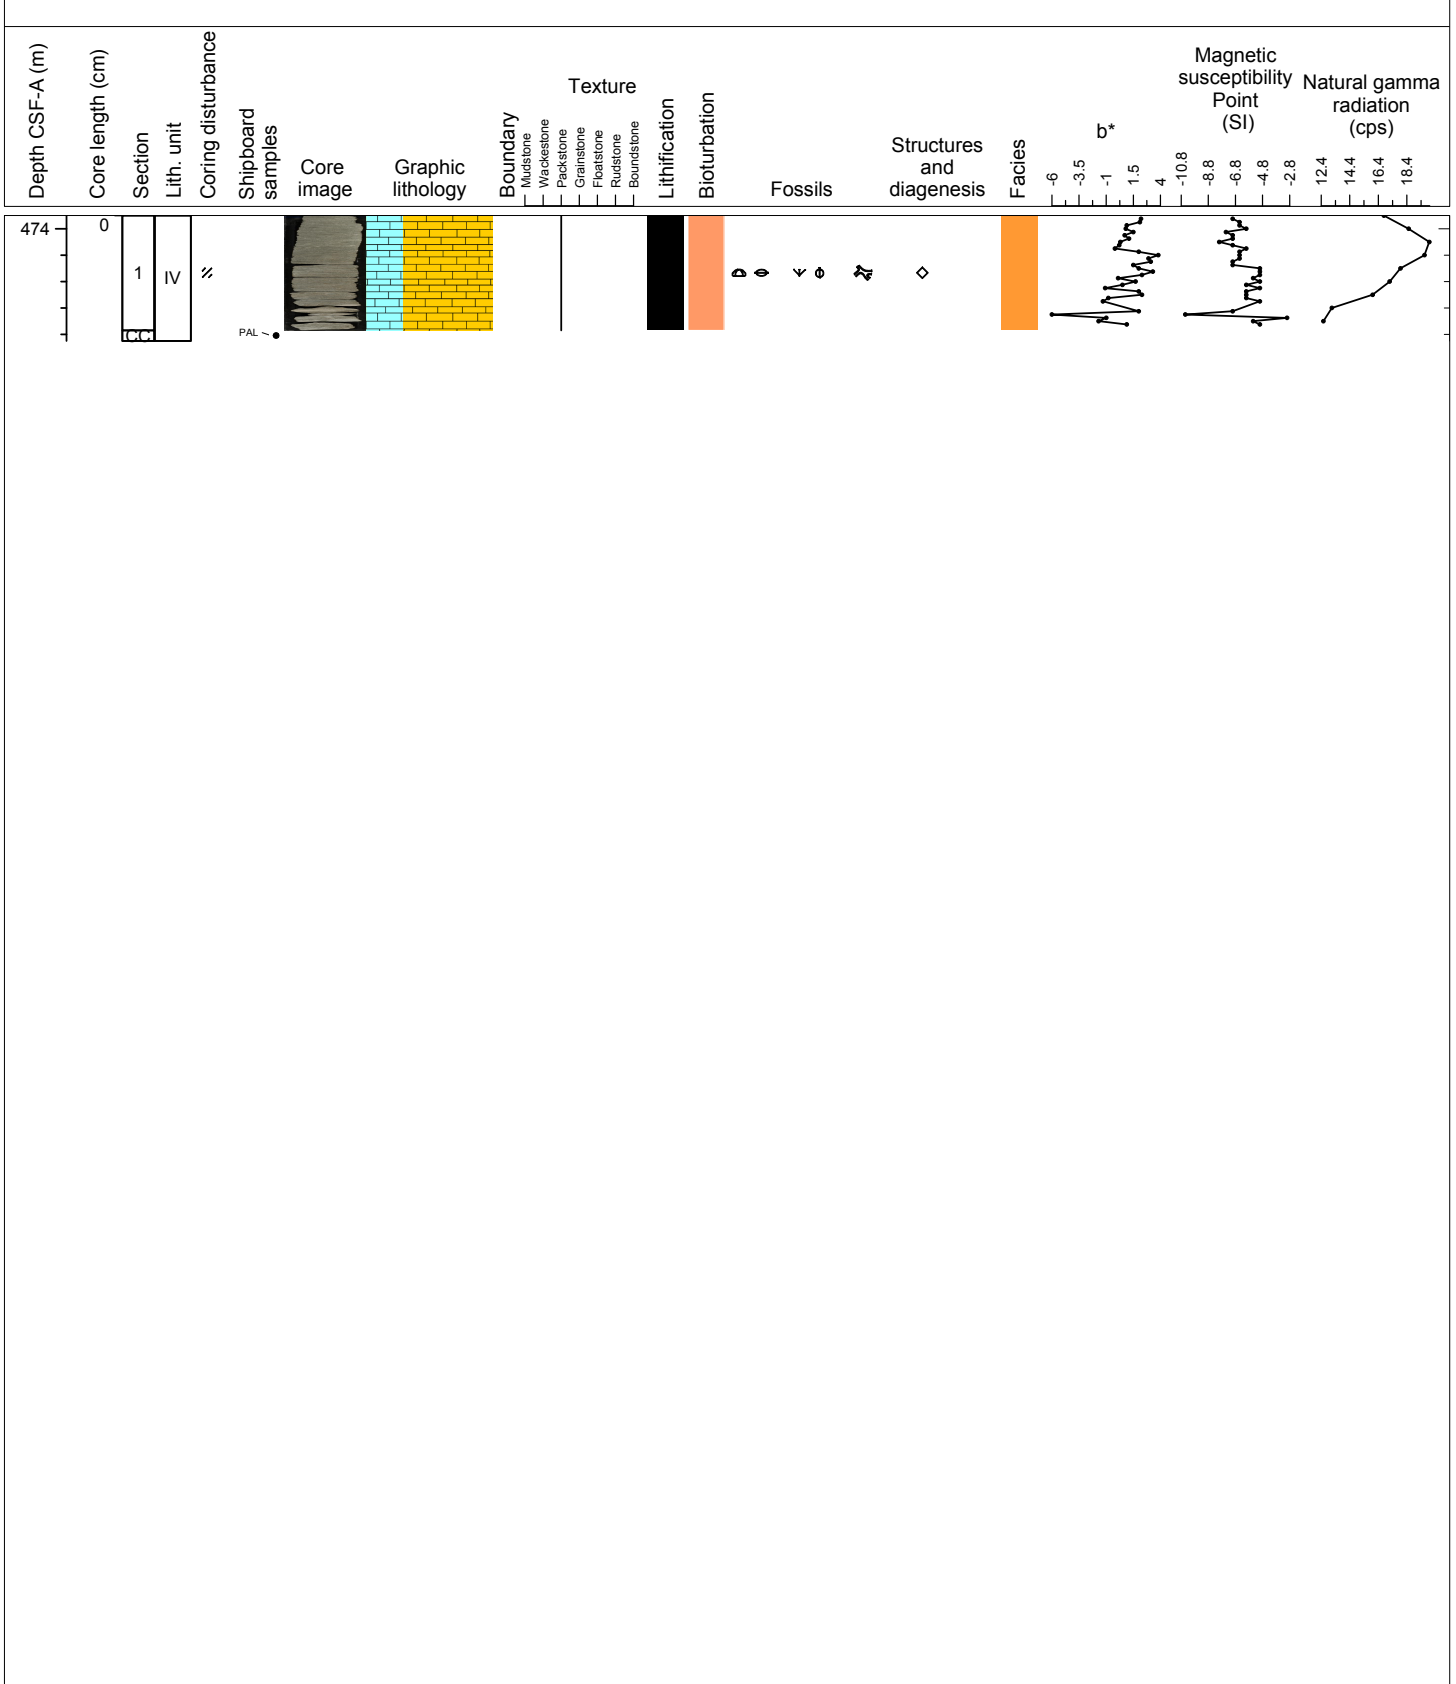 Depth CSF-A (m)
Core length (cm)
Section
Lith. unit
Coring disturbance
Shipboard
samples
Core
image
Graphic
lithology
Boundary
Texture
Mudstone
Wackestone
Packstone
Grainstone
Floatstone
Rudstone
Boundstone
Lithification
Bioturbation
Fossils
Structures
and
diagenesis
Facies
b*
-6
-3.5
-1
1.5
4
Magnetic
susceptibility
Point
(SI)
-10.8
-8.8
-6.8
-4.8
-2.8
Natural gamma
radiation
(cps)
12.4
14.4
16.4
18.4
474
0
1
IV
CC
PAL